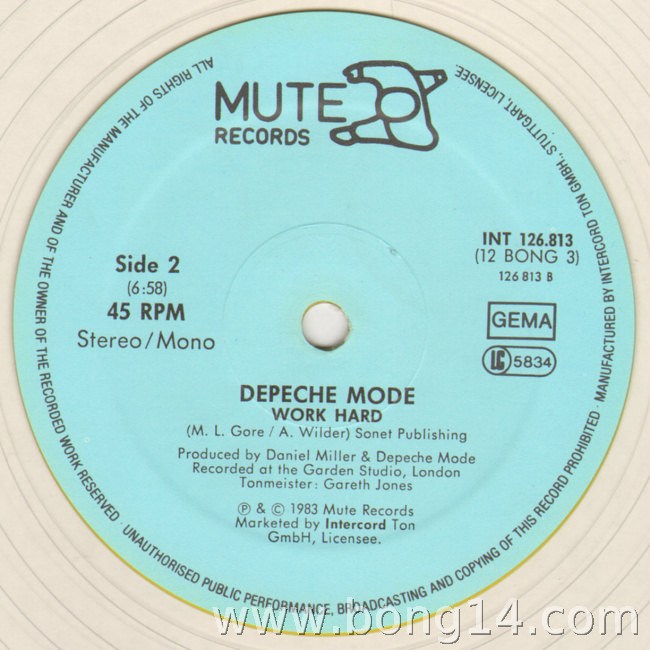 MUTE
RECORDS
ALL RIGHTS OF THE MANUFACTURER AND OF THE OWNER OF THE RECORDED WORK RESERVED · UNAUTHORISED PUBLIC PERFORMANCE, BROADCASTING AND COPYING OF THIS RECORD PROHIBITED · MANUFACTURED BY INTERCORD TON GMBH., STUTTGART, LICENSEE.
Side 2
(6:58)
45 RPM
Stereo/Mono
INT 126.813
(12 BONG 3)
126 813 B
GEMA
LC 5834
DEPECHE MODE
WORK HARD
(M. L. Gore / A. Wilder) Sonet Publishing
Produced by Daniel Miller & Depeche Mode
Recorded at the Garden Studio, London
Tonmeister: Gareth Jones
Ⓟ & © 1983 Mute Records
Marketed by Intercord Ton
GmbH, Licensee.
www.bong14.com